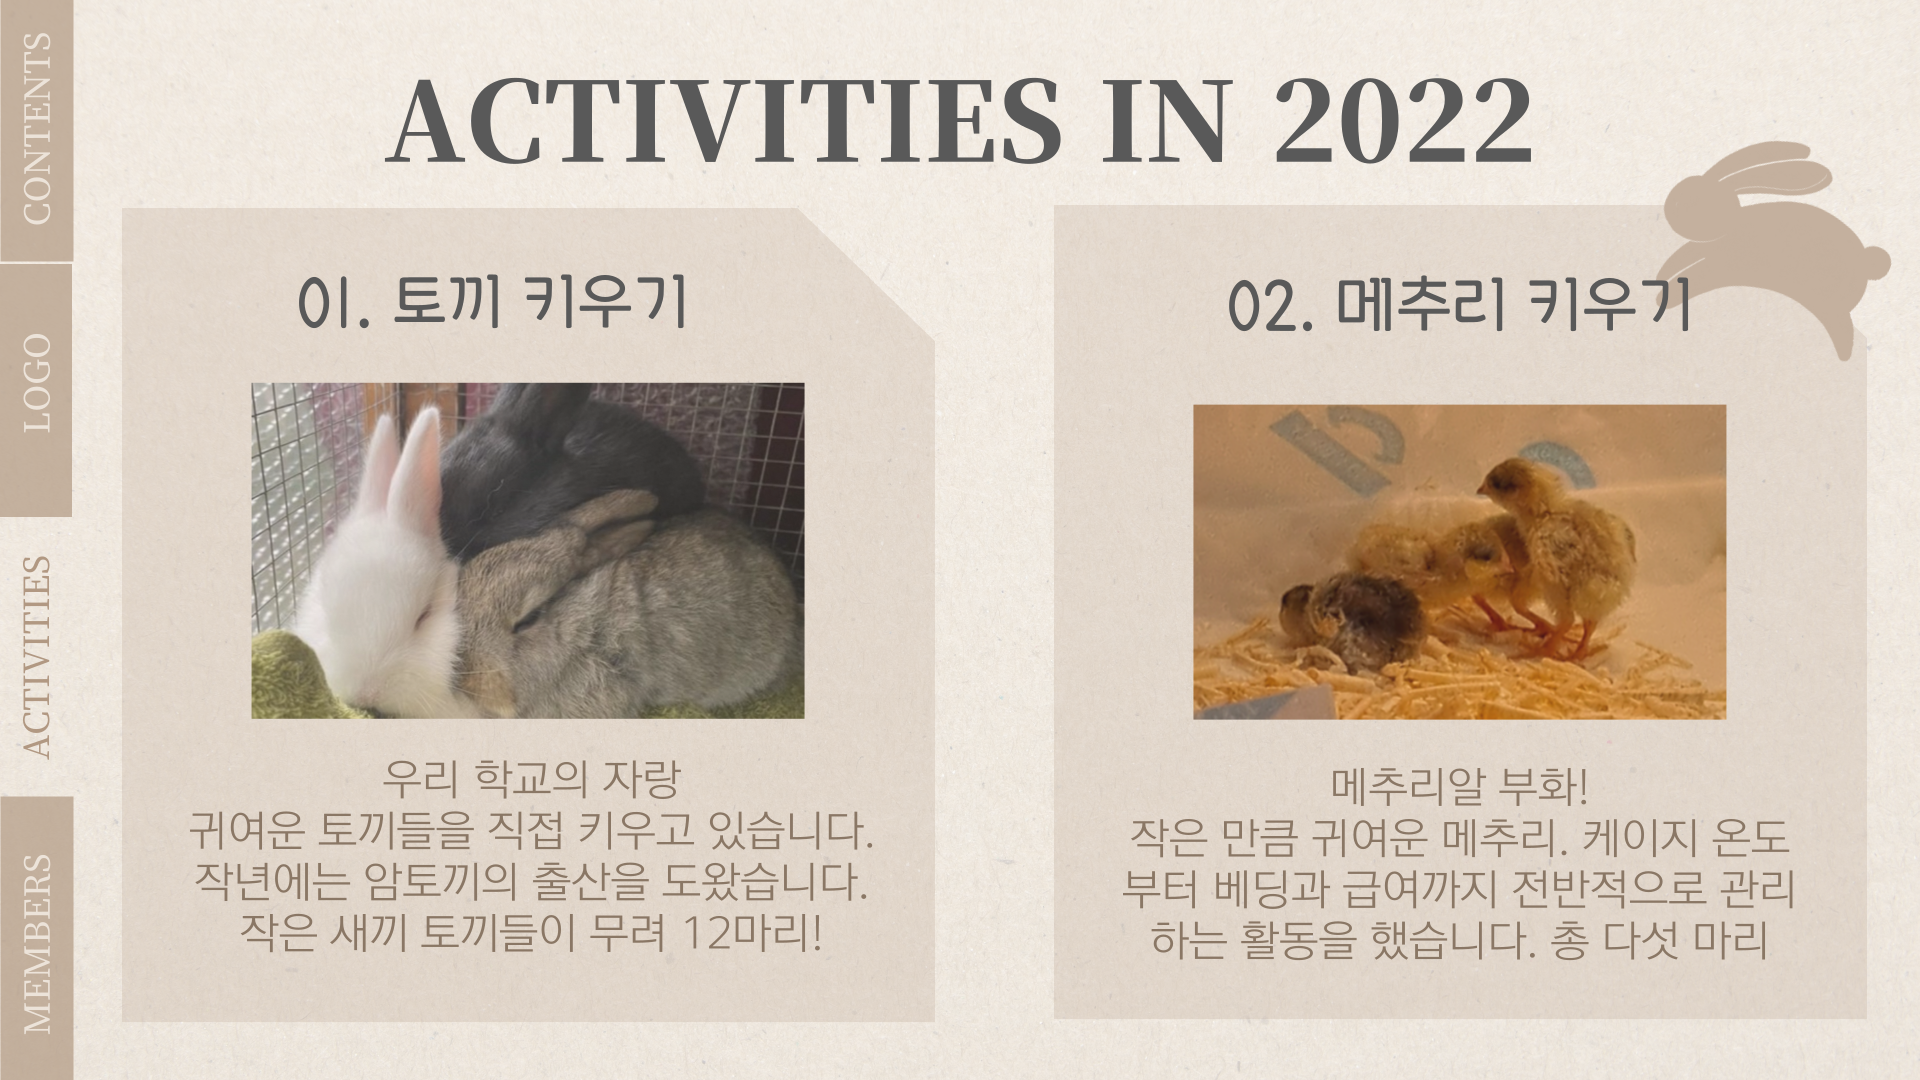 CONTENTS
LOGO
ACTIVITIES
MEMBERS
ACTIVITIES IN 2022
01. 토끼 키우기
우리 학교의 자랑
귀여운 토끼들을 직접 키우고 있습니다.
작년에는 암토끼의 출산을 도왔습니다.
작은 새끼 토끼들이 무려 12마리!
02. 메추리 키우기
메추리알 부화!
작은 만큼 귀여운 메추리. 케이지 온도
부터 베딩과 급여까지 전반적으로 관리
하는 활동을 했습니다. 총 다섯 마리